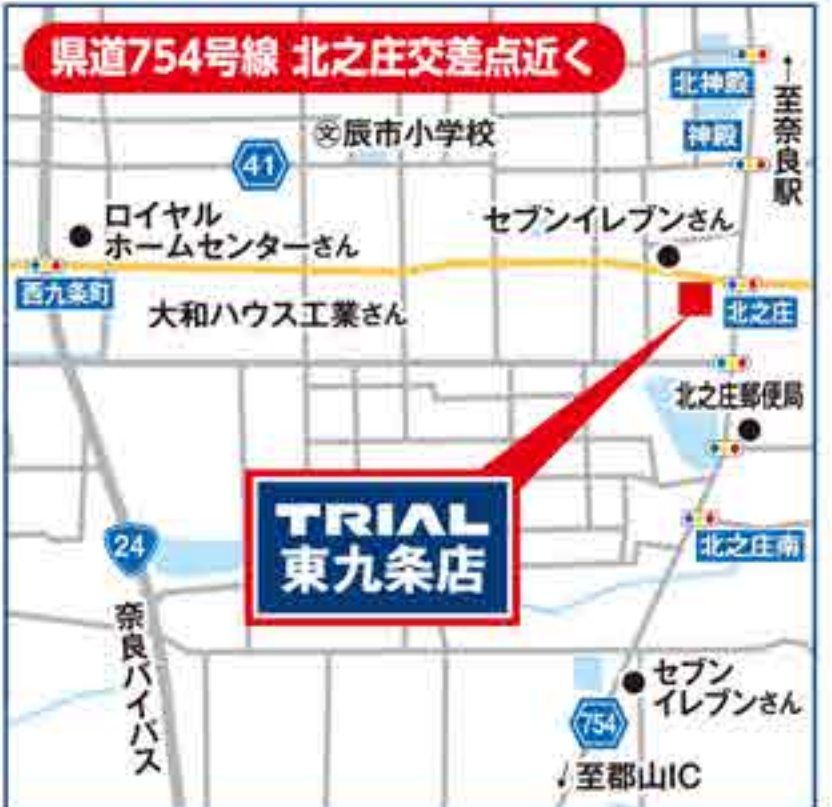 県道754号線 北之庄交差点近く
北神殿
至奈良駅
㊛辰市小学校
神殿
41
ロイヤル
ホームセンターさん
セブンイレブンさん
西九条町
大和ハウス工業さん
北之庄
北之庄郵便局
TRIAL
東九条店
24
北之庄南
奈良バイパス
セブン
イレブンさん
754
至郡山IC